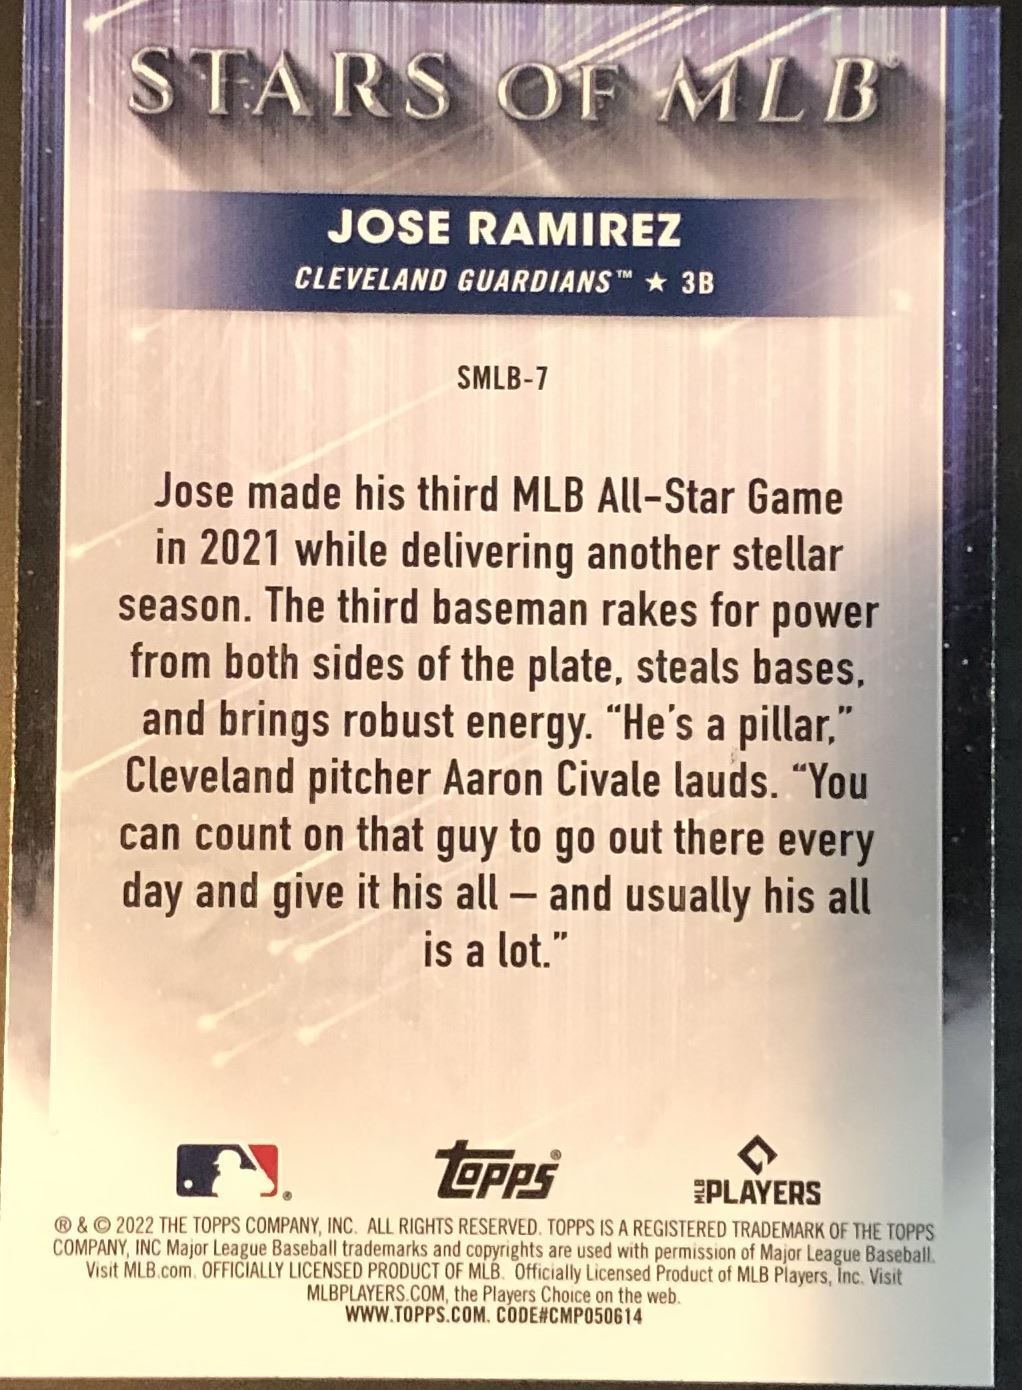 STARS OF MLB®
JOSE RAMIREZ
CLEVELAND GUARDIANS™ ★ 3B
SMLB-7
Jose made his third MLB All-Star Game
in 2021 while delivering another stellar
season. The third baseman rakes for power
from both sides of the plate, steals bases,
and brings robust energy. “He’s a pillar,”
Cleveland pitcher Aaron Civale lauds. “You
can count on that guy to go out there every
day and give it his all – and usually his all
is a lot.”
®
topps®
MLB PLAYERS
® & © 2022 THE TOPPS COMPANY, INC. ALL RIGHTS RESERVED. TOPPS IS A REGISTERED TRADEMARK OF THE TOPPS
COMPANY, INC Major League Baseball trademarks and copyrights are used with permission of Major League Baseball.
Visit MLB.com. OFFICIALLY LICENSED PRODUCT OF MLB. Officially Licensed Product of MLB Players, Inc. Visit
MLBPLAYERS.COM, the Players Choice on the web.
WWW.TOPPS.COM. CODE#CMP050614